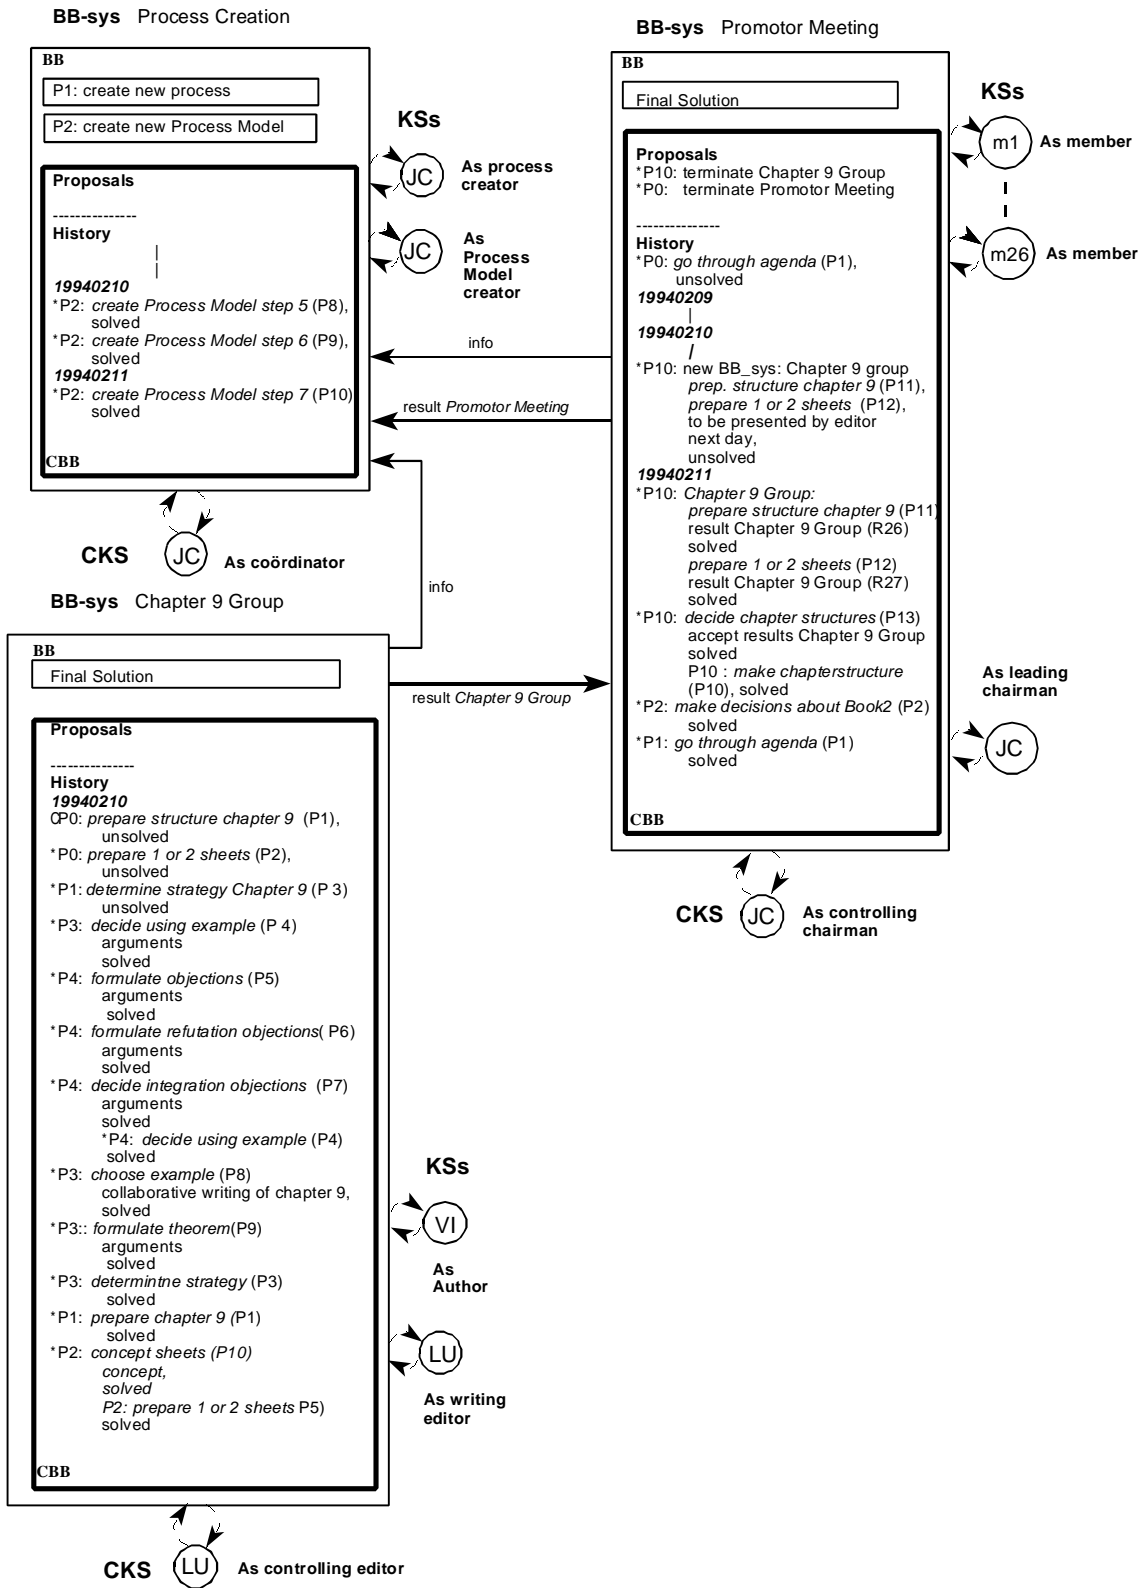 BB-sys Process Creation
BB
P1: create new process
P2: create new Process Model
Proposals
---------------
History
|
|
19940210
*P2: create Process Model step 5 (P8),
solved
*P2: create Process Model step 6 (P9),
solved
19940211
*P2: create Process Model step 7 (P10)
solved
CBB
KSs
JC
As process
creator
JC
As
Process
Model
creator
CKS
JC
As coördinator
info
result Promotor Meeting
info
result Chapter 9 Group
BB-sys Promotor Meeting
BB
Final Solution
Proposals
*P10: terminate Chapter 9 Group
*P0: terminate Promotor Meeting
---------------
History
*P0: go through agenda (P1),
unsolved
19940209
|
19940210
/
*P10: new BB_sys: Chapter 9 group
prep. structure chapter 9 (P11),
prepare 1 or 2 sheets (P12),
to be presented by editor
next day,
unsolved
19940211
*P10: Chapter 9 Group:
prepare structure chapter 9 (P11)
result Chapter 9 Group (R26)
solved
prepare 1 or 2 sheets (P12)
result Chapter 9 Group (R27)
solved
*P10: decide chapter structures (P13)
accept results Chapter 9 Group
solved
P10 : make chapterstructure
(P10), solved
*P2: make decisions about Book2 (P2)
solved
*P1: go through agenda (P1)
solved
CBB
KSs
m1
As member
m26
As member
As leading
chairman
JC
CKS
JC
As controlling
chairman
BB-sys Chapter 9 Group
BB
Final Solution
Proposals
---------------
History
19940210
P0: prepare structure chapter 9 (P1),
unsolved
*P0: prepare 1 or 2 sheets (P2),
unsolved
*P1: determine strategy Chapter 9 (P 3)
unsolved
*P3: decide using example (P 4)
arguments
solved
*P4: formulate objections (P5)
arguments
solved
*P4: formulate refutation objections( P6)
arguments
solved
*P4: decide integration objections (P7)
arguments
solved
*P4: decide using example (P4)
solved
*P3: choose example (P8)
collaborative writing of chapter 9,
solved
*P3:: formulate theorem(P9)
arguments
solved
*P3: determintne strategy (P3)
solved
*P1: prepare chapter 9 (P1)
solved
*P2: concept sheets (P10)
concept,
solved
P2: prepare 1 or 2 sheets P5)
solved
CBB
KSs
VI
As
Author
LU
As writing
editor
CKS
LU
As controlling editor